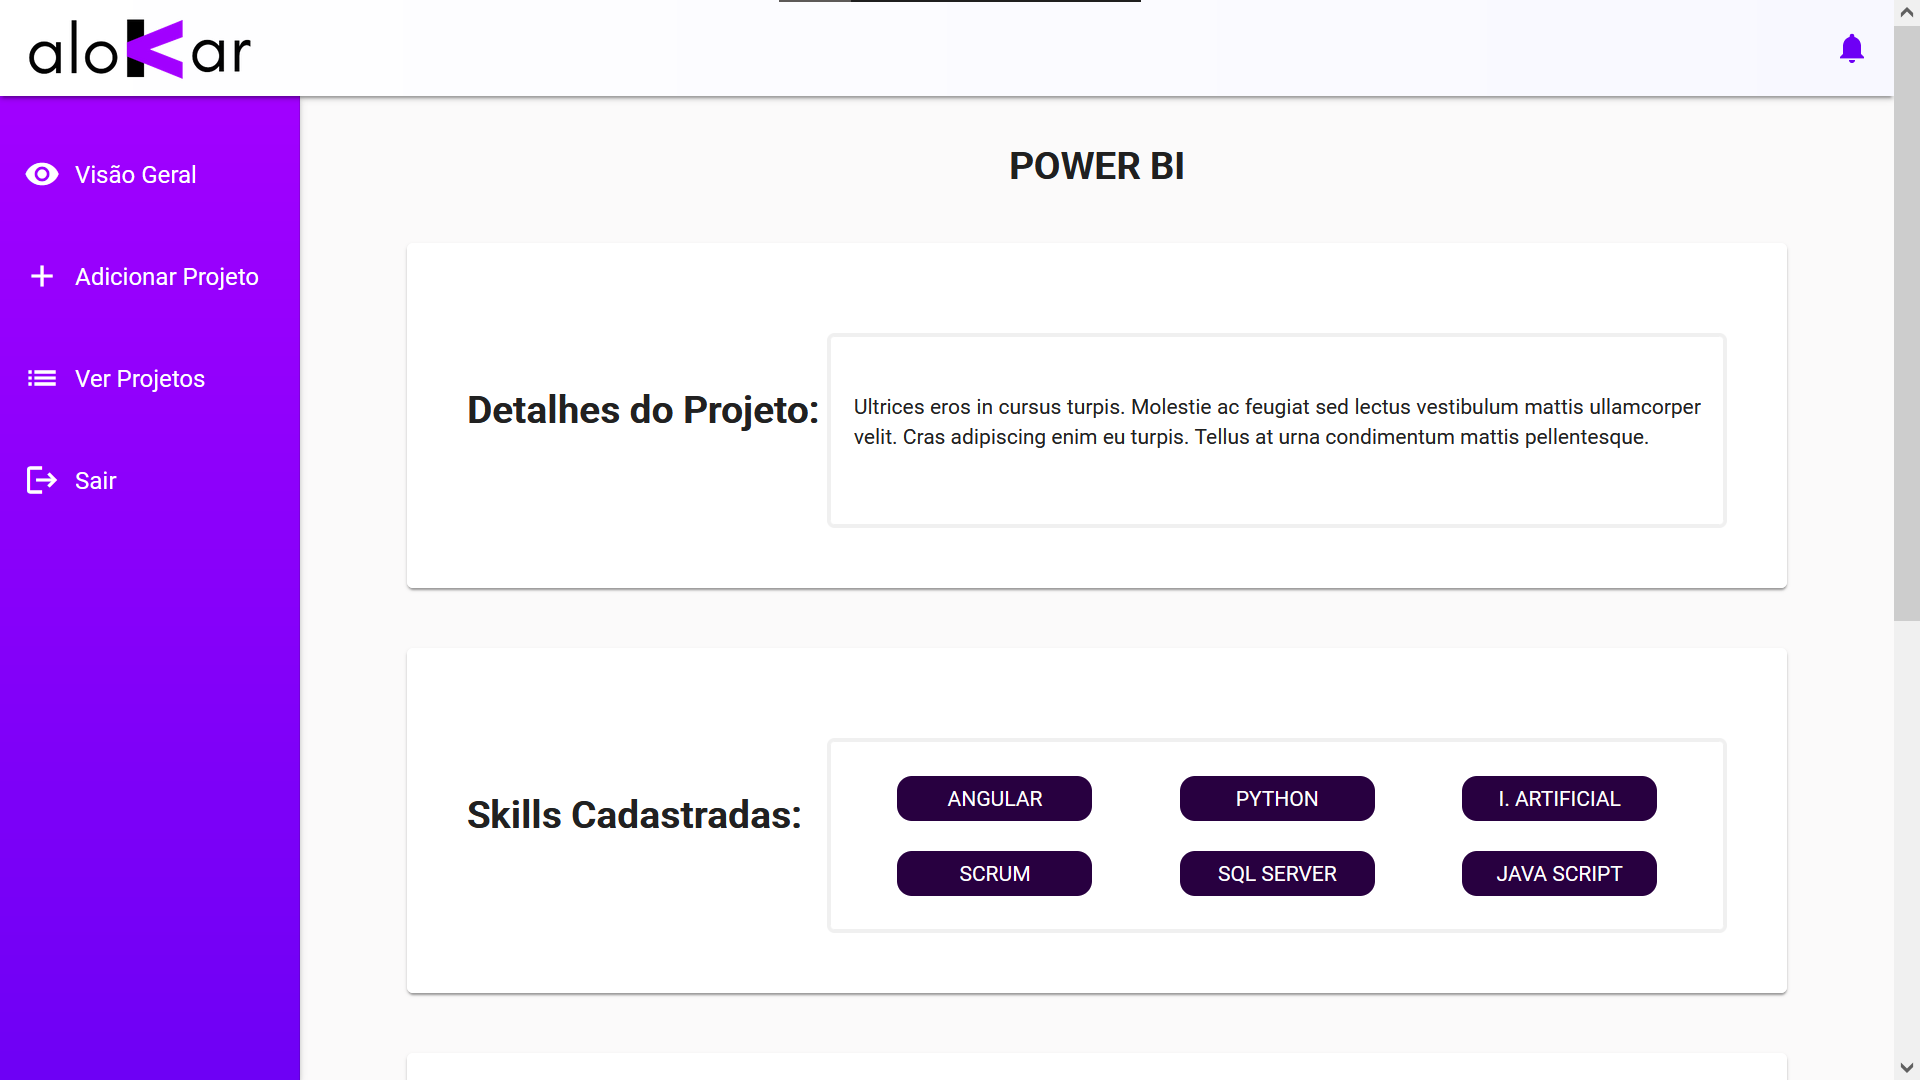 aloKar
Visão Geral
Adicionar Projeto
Ver Projetos
Sair
POWER BI
Detalhes do Projeto:
Ultrices eros in cursus turpis. Molestie ac feugiat sed lectus vestibulum mattis ullamcorper
velit. Cras adipiscing enim eu turpis. Tellus at urna condimentum mattis pellentesque.
Skills Cadastradas:
ANGULAR
PYTHON
I. ARTIFICIAL
SCRUM
SQL SERVER
JAVA SCRIPT